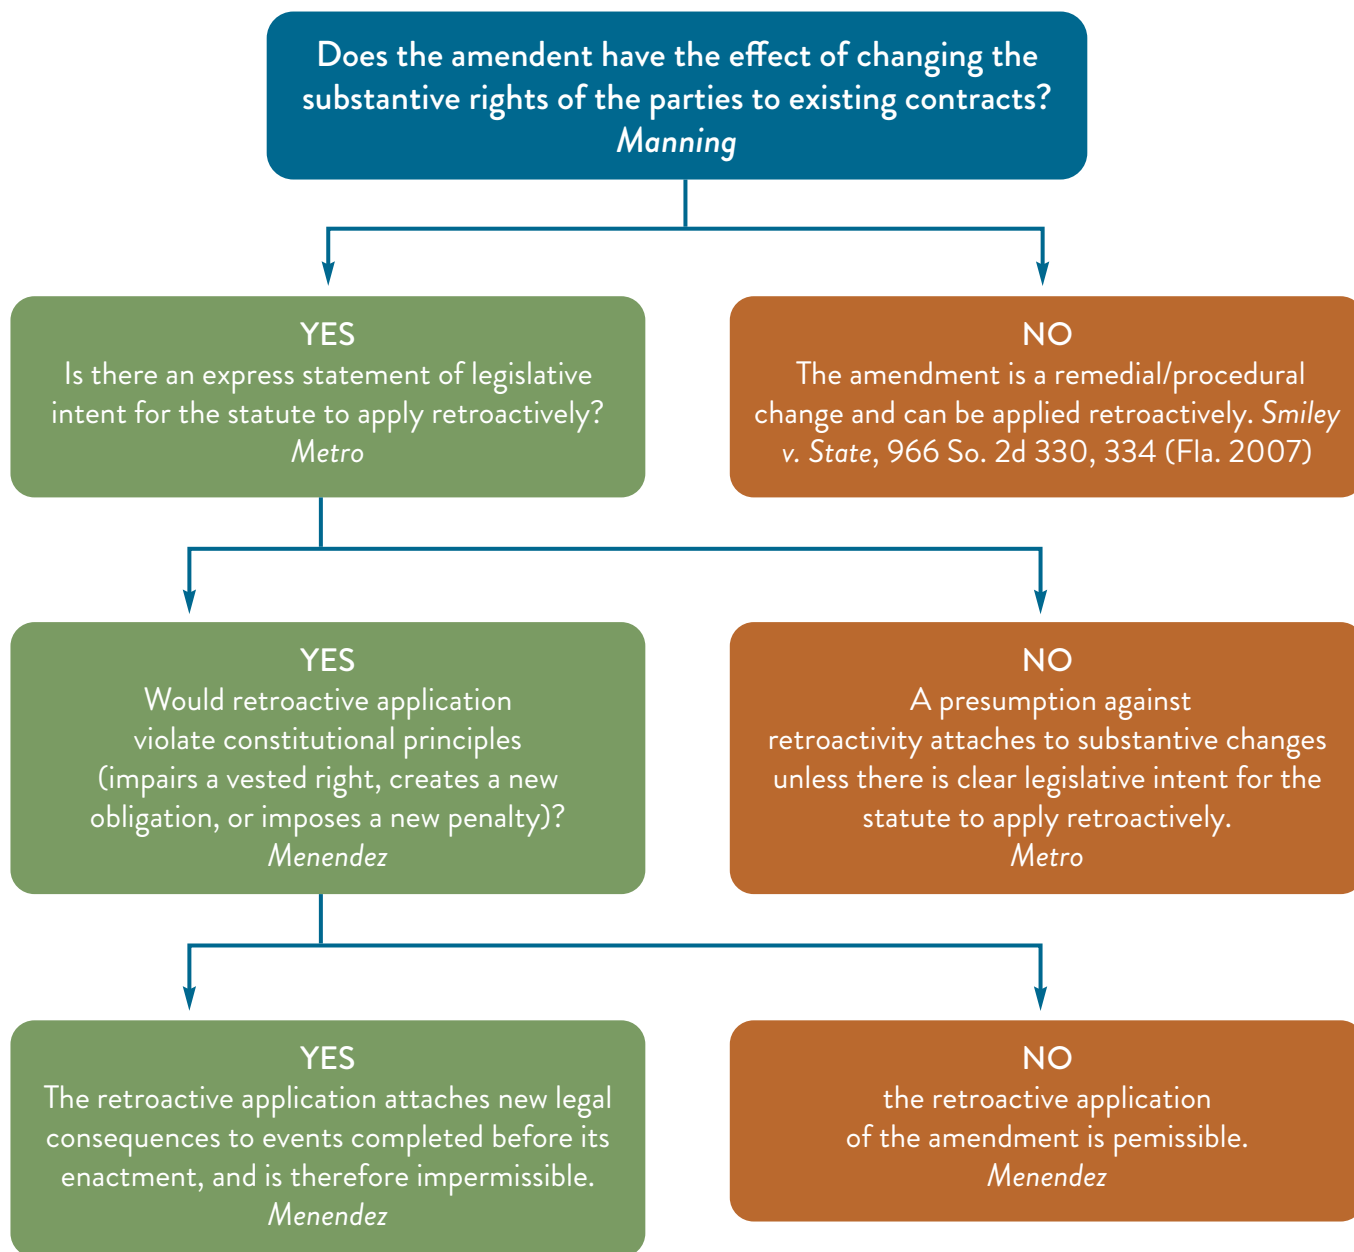 Does the amendent have the effect of changing the
substantive rights of the parties to existing contracts?
Manning
YES
Is there an express statement of legislative
intent for the statute to apply retroactively?
Metro
NO
The amendment is a remedial/procedural
change and can be applied retroactively. Smiley
v. State, 966 So. 2d 330, 334 (Fla. 2007)
YES
Would retroactive application
violate constitutional principles
(impairs a vested right, creates a new
obligation, or imposes a new penalty)?
Menendez
NO
A presumption against
retroactivity attaches to substantive changes
unless there is clear legislative intent for the
statute to apply retroactively.
Metro
YES
The retroactive application attaches new legal
consequences to events completed before its
enactment, and is therefore impermissible.
Menendez
NO
the retroactive application
of the amendment is pemissible.
Menendez